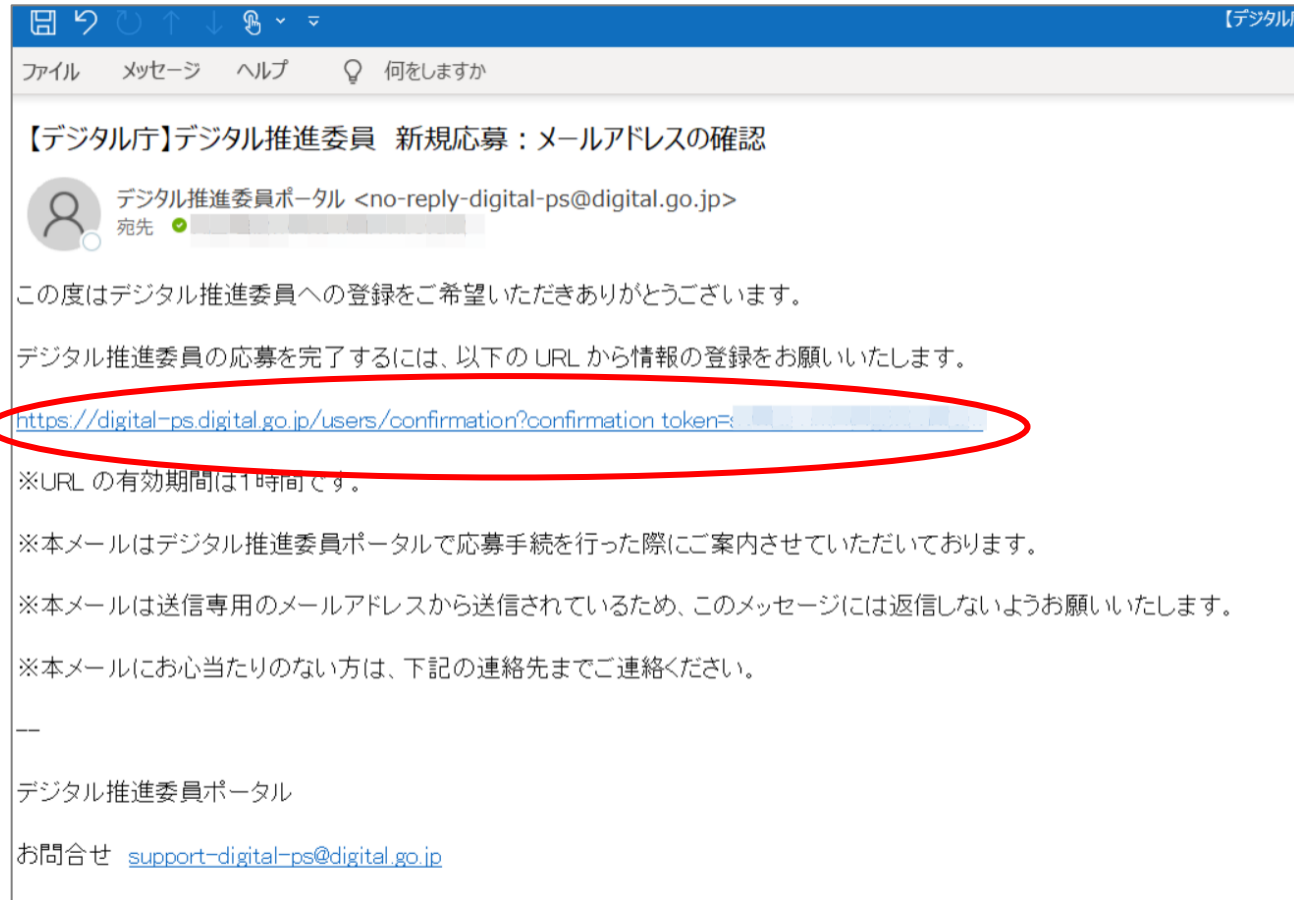 【デジタル
ファイル メッセージ ヘルプ 何をしますか
【デジタル庁】デジタル推進委員 新規応募：メールアドレスの確認
デジタル推進委員ポータル <no-reply-digital-ps@digital.go.jp>
宛先
この度はデジタル推進委員への登録をご希望いただきありがとうございます。
デジタル推進委員の応募を完了するには、以下の URL から情報の登録をお願いいたします。
https://digital-ps.digital.go.jp/users/confirmation?confirmation_token=s
※URL の有効期間は1時間です。
※本メールはデジタル推進委員ポータルで応募手続を行った際にご案内させていただいております。
※本メールは送信専用のメールアドレスから送信されているため、このメッセージには返信しないようお願いいたします。
※本メールにお心当たりのない方は、下記の連絡先までご連絡ください。
--
デジタル推進委員ポータル
お問合せ support-digital-ps@digital.go.jp